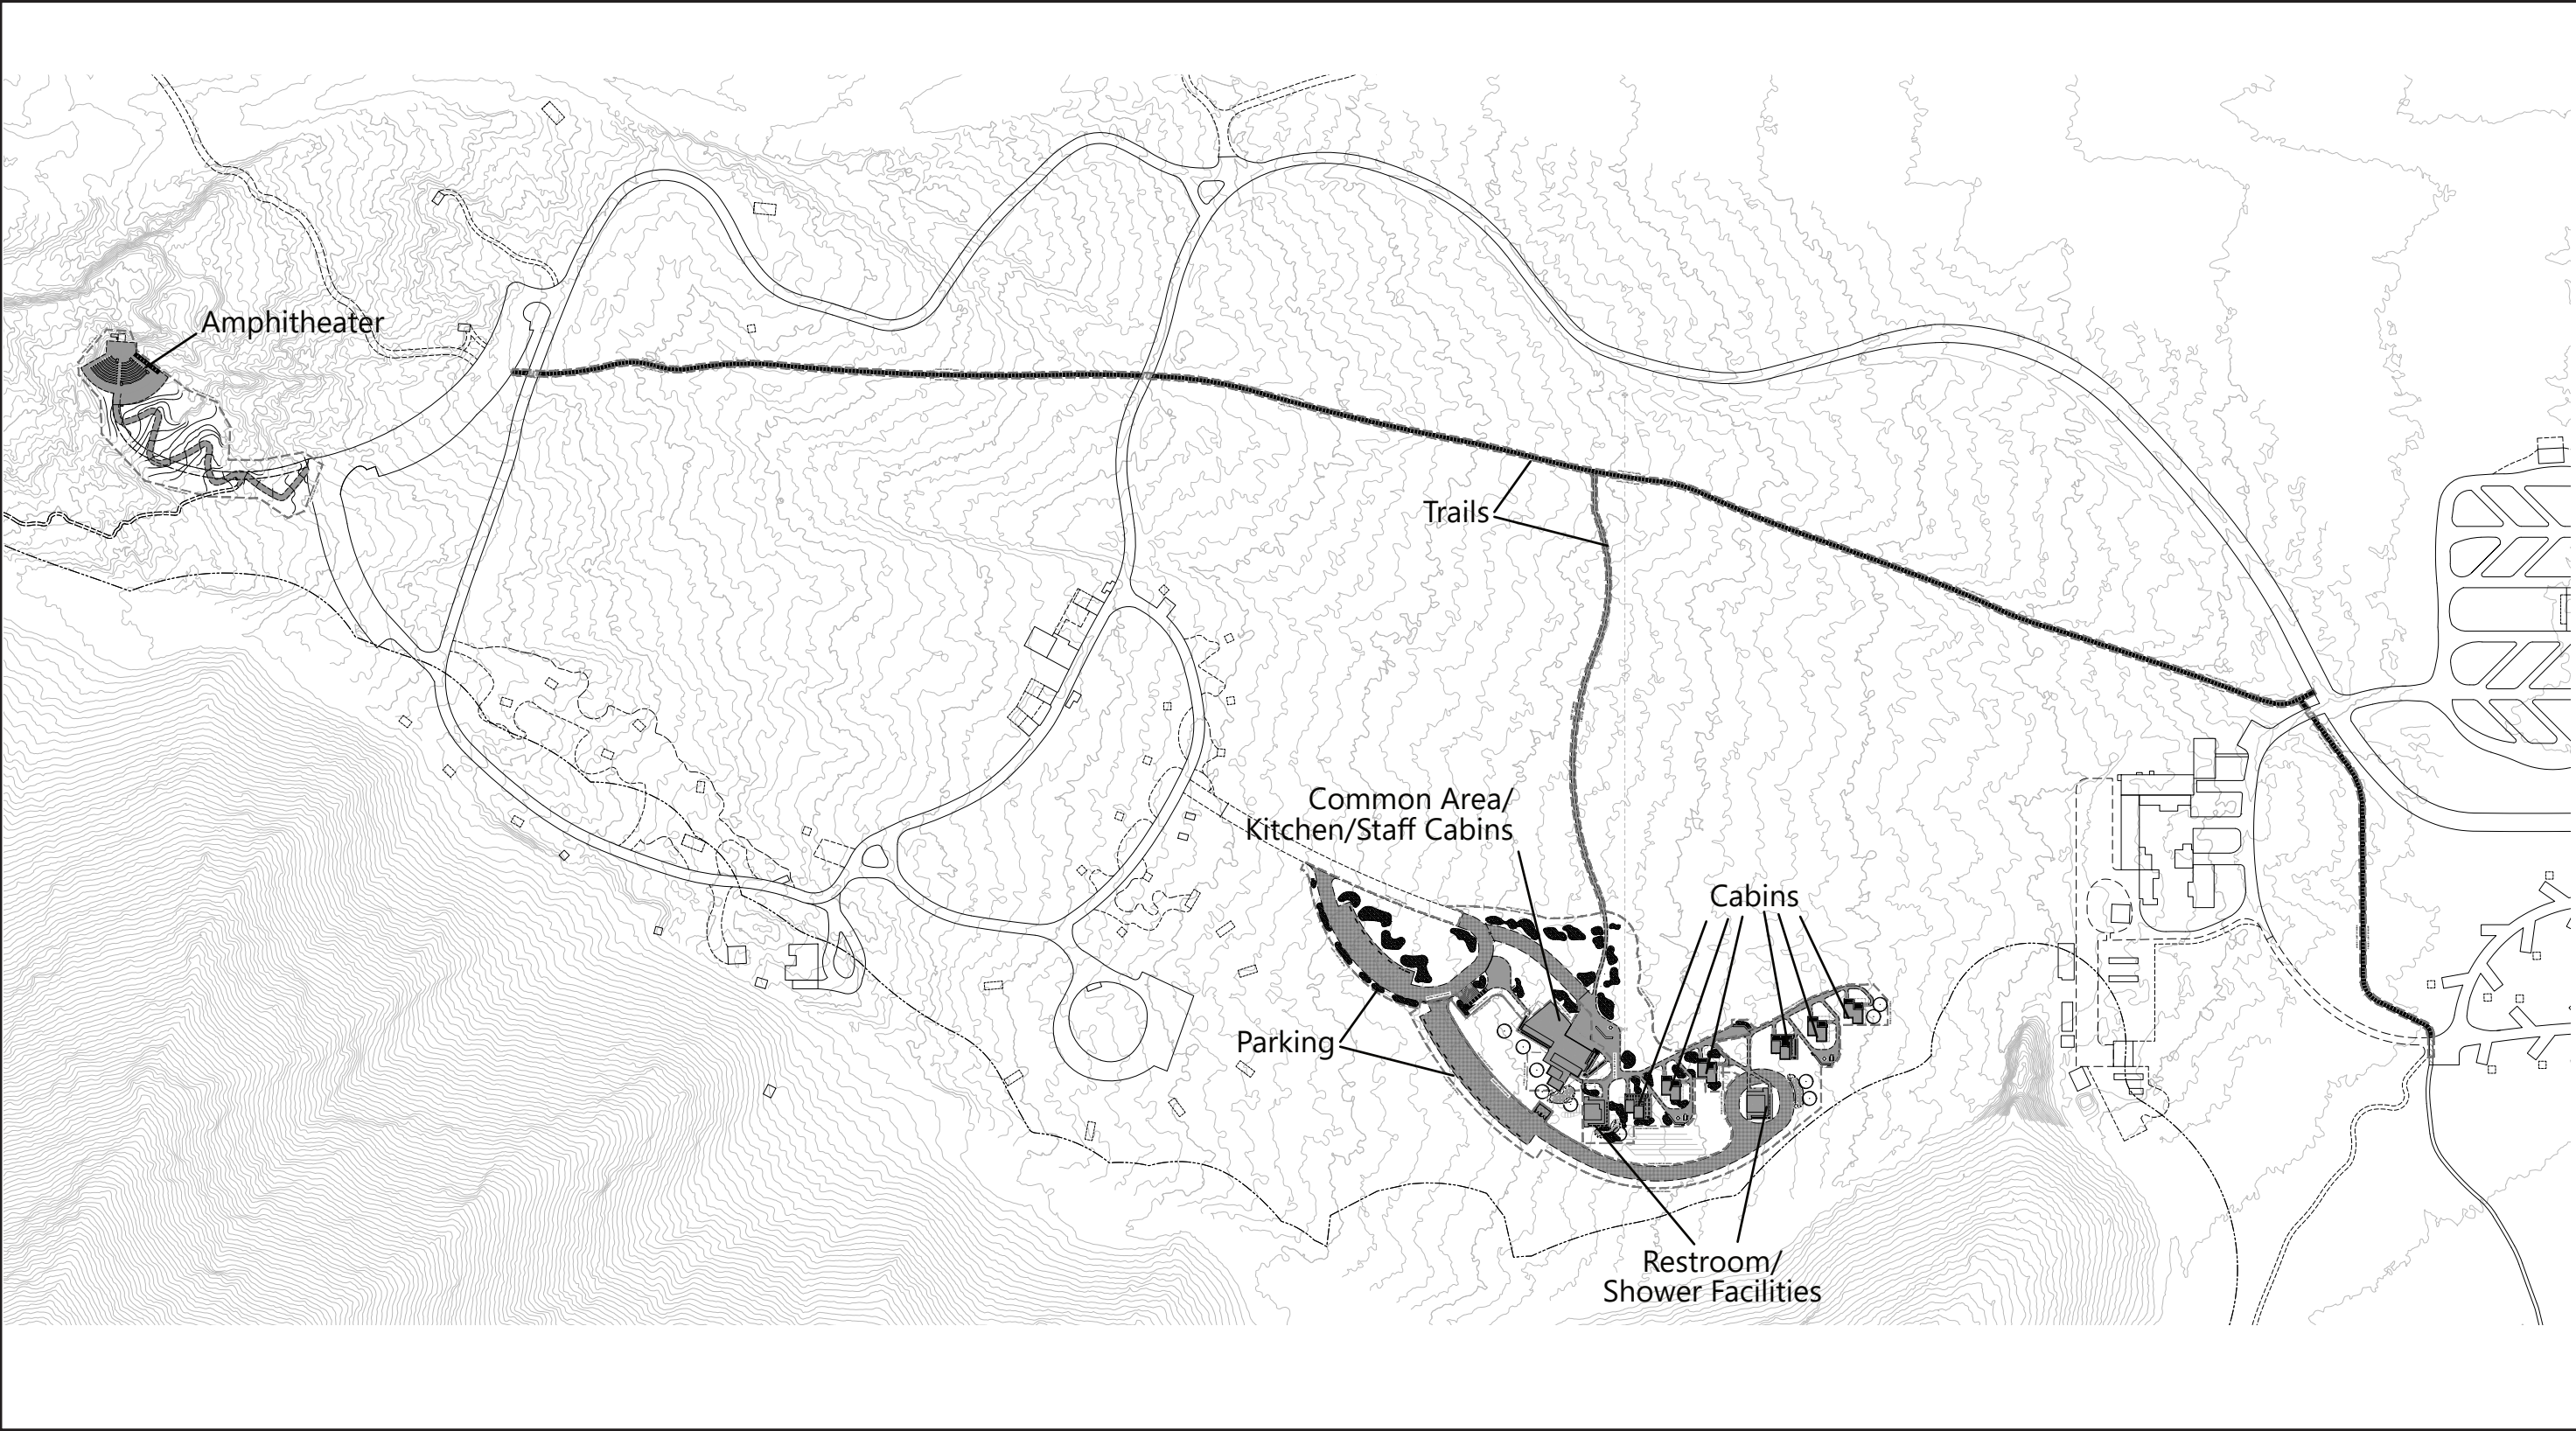 Amphitheater
Trails
Common Area/
Kitchen/Staff Cabins
Cabins
Parking
Restroom/
Shower Facilities